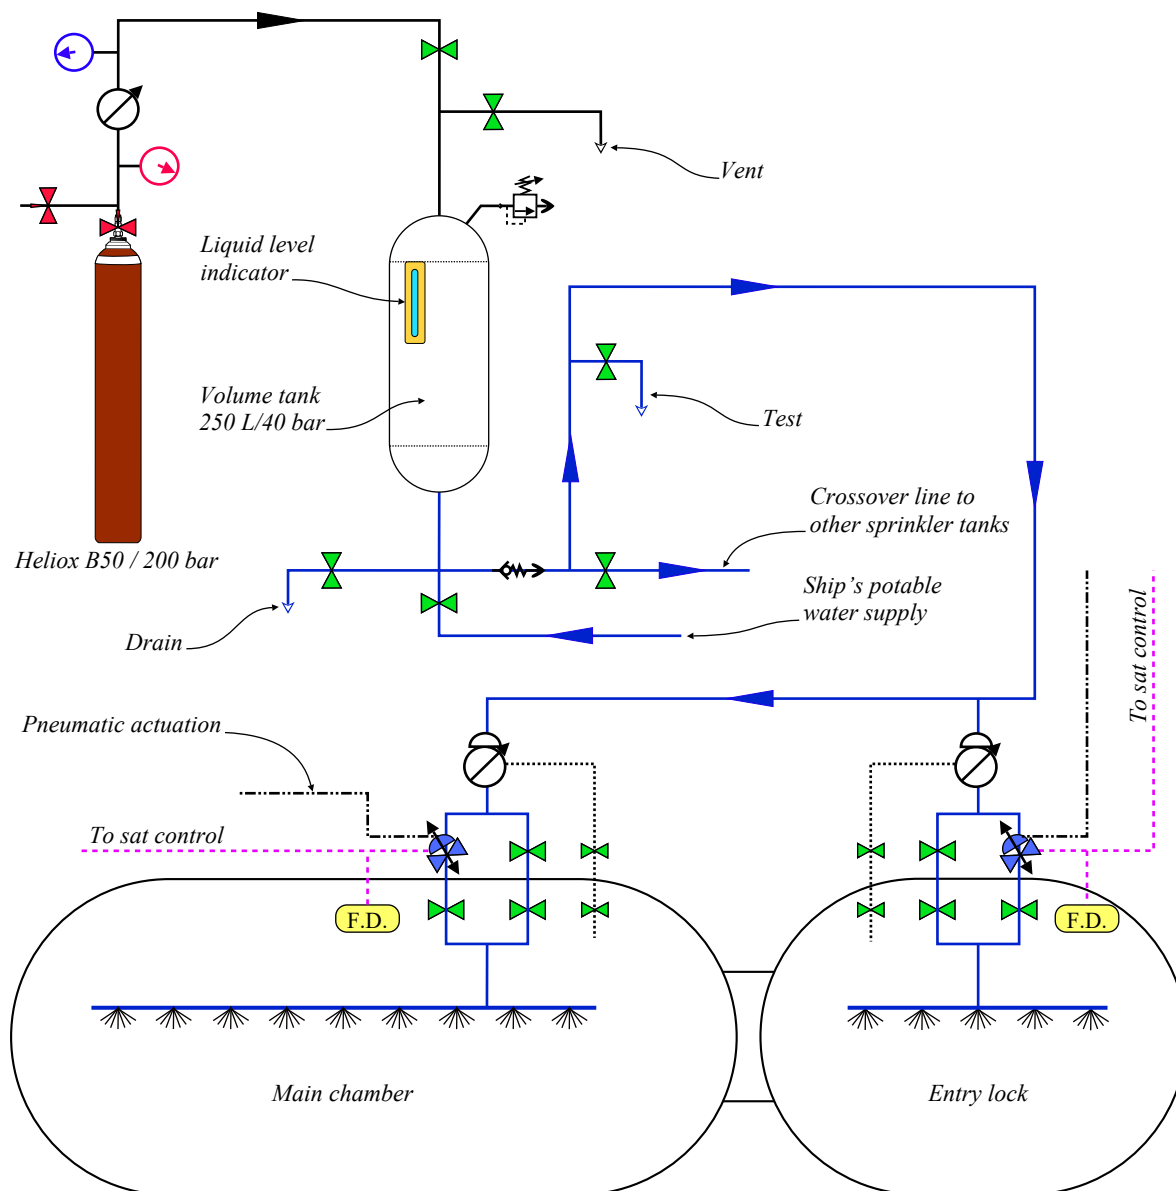 Vent
Liquid level
indicator
Volume tank
250 L/40 bar
Test
Crossover line to
other sprinkler tanks
Heliox B50 / 200 bar
Ship's potable
water supply
Drain
To sat control
Pneumatic actuation
To sat control
F.D.
F.D.
Main chamber
Entry lock